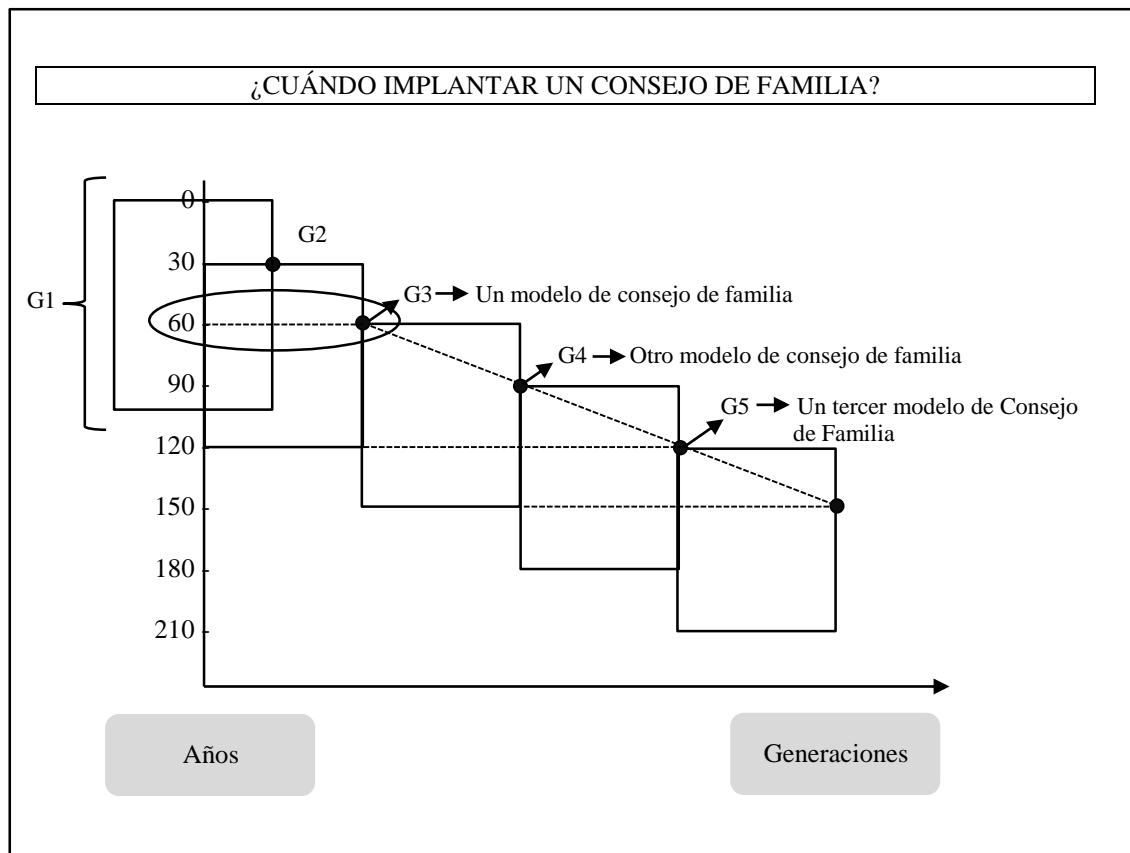 ¿CUÁNDO IMPLANTAR UN CONSEJO DE FAMILIA?
0
G2
30
G1
G3 Un modelo de consejo de familia
60
G4 Otro modelo de consejo de familia
90
G5 Un tercer modelo de Consejo
de Familia
120
150
180
210
Años
Generaciones